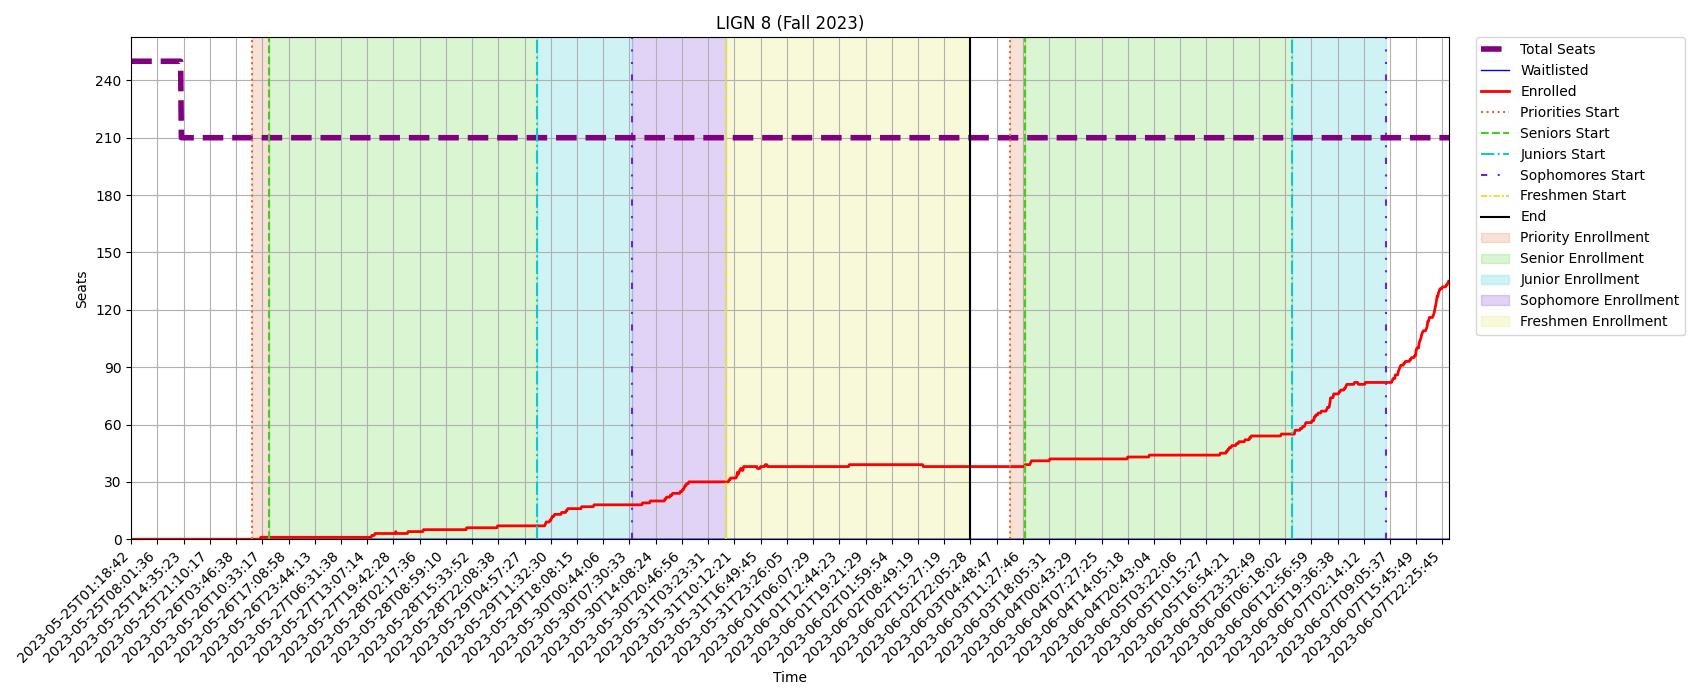 LIGN 8 (Fall 2023)
Total Seats
Waitlisted
Enrolled
Priorities Start
Seniors Start
Juniors Start
Sophomores Start
Freshmen Start
End
Priority Enrollment
Senior Enrollment
Junior Enrollment
Sophomore Enrollment
Freshmen Enrollment
Seats
240
210
180
150
120
90
60
30
0
2023-05-25T01:18:42
2023-05-25T08:01:36
2023-05-25T14:35:23
2023-05-25T21:10:17
2023-05-26T03:46:38
2023-05-26T10:33:17
2023-05-26T17:08:58
2023-05-26T23:44:13
2023-05-27T06:31:38
2023-05-27T13:07:14
2023-05-27T19:42:28
2023-05-28T02:17:36
2023-05-28T08:59:10
2023-05-28T15:33:52
2023-05-28T22:08:38
2023-05-29T04:57:27
2023-05-29T11:32:30
2023-05-29T18:08:15
2023-05-30T00:44:06
2023-05-30T07:30:33
2023-05-30T14:08:24
2023-05-30T20:46:56
2023-05-31T03:23:31
2023-05-31T10:12:21
2023-05-31T16:49:45
2023-05-31T23:26:05
2023-06-01T06:07:29
2023-06-01T12:44:23
2023-06-01T19:21:29
2023-06-02T01:59:54
2023-06-02T08:49:19
2023-06-02T15:27:19
2023-06-02T22:05:28
2023-06-03T04:48:47
2023-06-03T11:27:46
2023-06-03T18:05:31
2023-06-04T00:43:29
2023-06-04T07:27:25
2023-06-04T14:05:18
2023-06-04T20:43:04
2023-06-05T03:22:06
2023-06-05T10:15:27
2023-06-05T16:54:21
2023-06-05T23:32:49
2023-06-06T06:18:02
2023-06-06T12:56:59
2023-06-06T19:36:38
2023-06-07T02:14:12
2023-06-07T09:05:37
2023-06-07T15:45:49
2023-06-07T22:25:45
Time